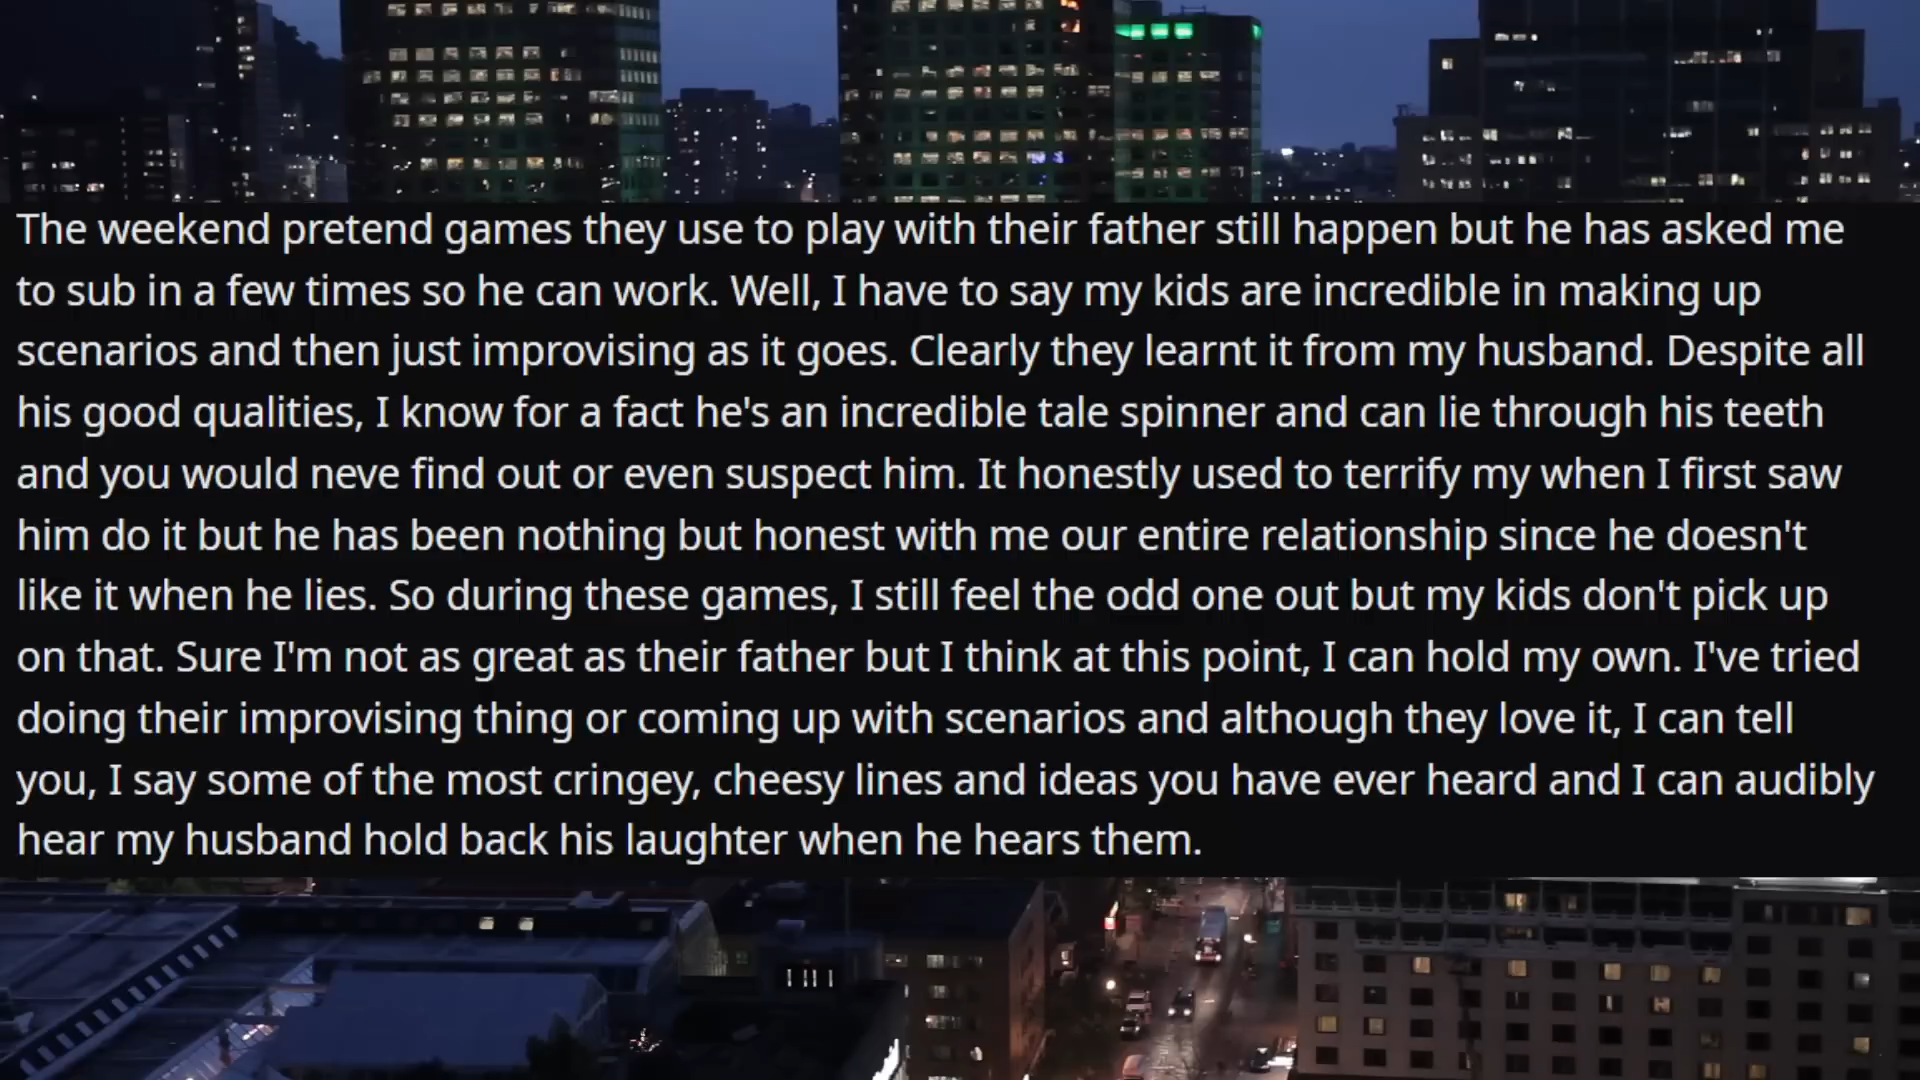 The weekend pretend games they use to play with their father still happen but he has asked me
to sub in a few times so he can work. Well, I have to say my kids are incredible in making up
scenarios and then just improvising as it goes. Clearly they learnt it from my husband. Despite all
his good qualities, I know for a fact he's an incredible tale spinner and can lie through his teeth
and you would neve find out or even suspect him. It honestly used to terrify my when I first saw
him do it but he has been nothing but honest with me our entire relationship since he doesn't
like it when he lies. So during these games, I still feel the odd one out but my kids don't pick up
on that. Sure I'm not as great as their father but I think at this point, I can hold my own. I've tried
doing their improvising thing or coming up with scenarios and although they love it, I can tell
you, I say some of the most cringey, cheesy lines and ideas you have ever heard and I can audibly
hear my husband hold back his laughter when he hears them.